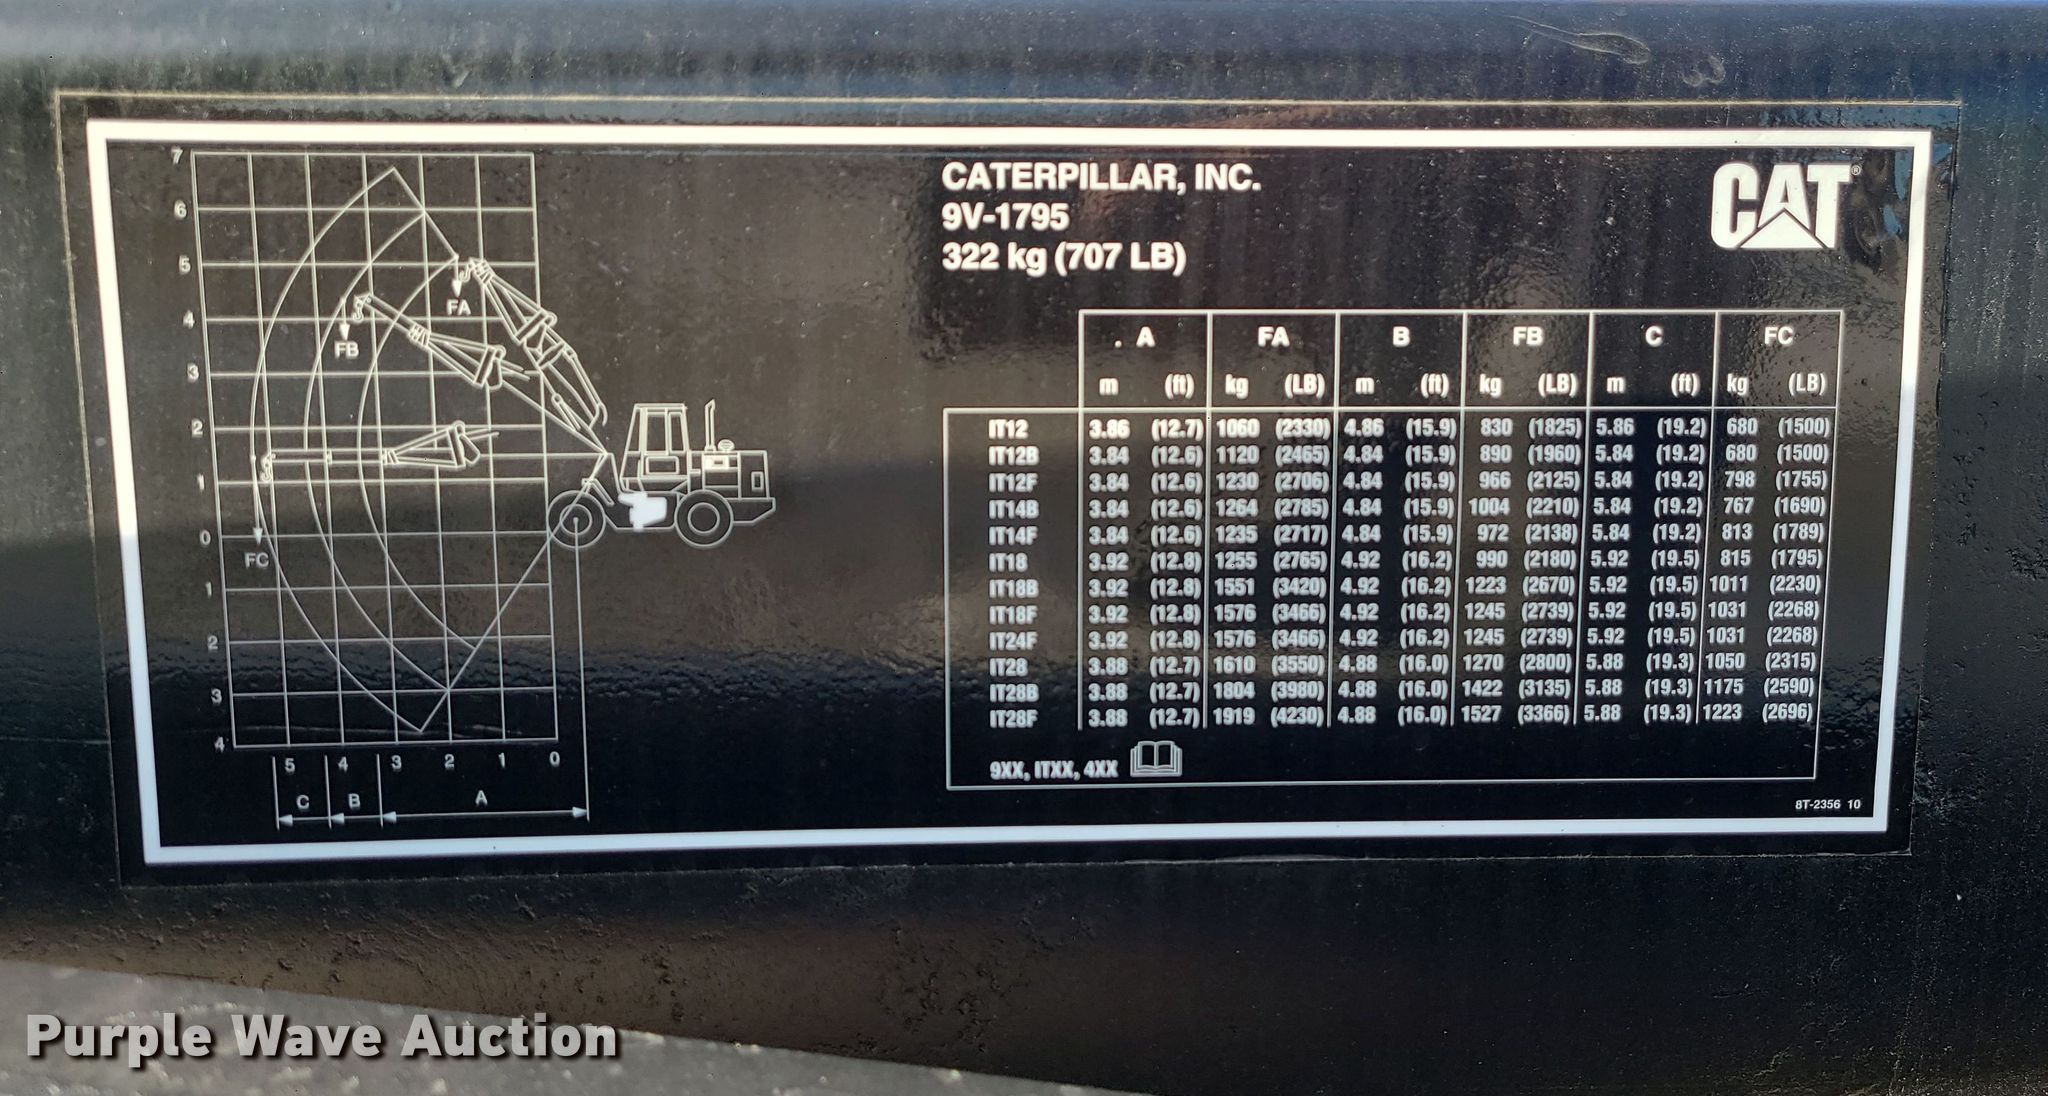 CATERPILLAR, INC.
9V-1795
322 kg (707 LB)
CAT®
7
6
5
4
3
2
1
0
1
2
3
4
FA
FB
FC
5 4 3 2 1 0
C B A
A FA B FB C FC
m (ft) kg (LB) m (ft) kg (LB) m (ft) kg (LB)
IT12 3.86 (12.7) 1060 (2330) 4.86 (15.9) 830 (1825) 5.86 (19.2) 680 (1500)
IT12B 3.84 (12.6) 1120 (2465) 4.84 (15.9) 890 (1960) 5.84 (19.2) 680 (1500)
IT12F 3.84 (12.6) 1230 (2706) 4.84 (15.9) 966 (2125) 5.84 (19.2) 798 (1755)
IT14B 3.84 (12.6) 1264 (2785) 4.84 (15.9) 1004 (2210) 5.84 (19.2) 767 (1690)
IT14F 3.84 (12.6) 1235 (2717) 4.84 (15.9) 972 (2138) 5.84 (19.2) 813 (1789)
IT18 3.92 (12.8) 1255 (2765) 4.92 (16.2) 990 (2180) 5.92 (19.5) 815 (1795)
IT18B 3.92 (12.8) 1551 (3420) 4.92 (16.2) 1223 (2670) 5.92 (19.5) 1011 (2230)
IT18F 3.92 (12.8) 1576 (3466) 4.92 (16.2) 1245 (2739) 5.92 (19.5) 1031 (2268)
IT24F 3.92 (12.8) 1576 (3466) 4.92 (16.2) 1245 (2739) 5.92 (19.5) 1031 (2268)
IT28 3.88 (12.7) 1610 (3550) 4.88 (16.0) 1270 (2800) 5.88 (19.3) 1050 (2315)
IT28B 3.88 (12.7) 1804 (3980) 4.88 (16.0) 1422 (3135) 5.88 (19.3) 1175 (2590)
IT28F 3.88 (12.7) 1919 (4230) 4.88 (16.0) 1527 (3366) 5.88 (19.3) 1223 (2696)
9XX, ITXX, 4XX
8T-2356 10
Purple Wave Auction